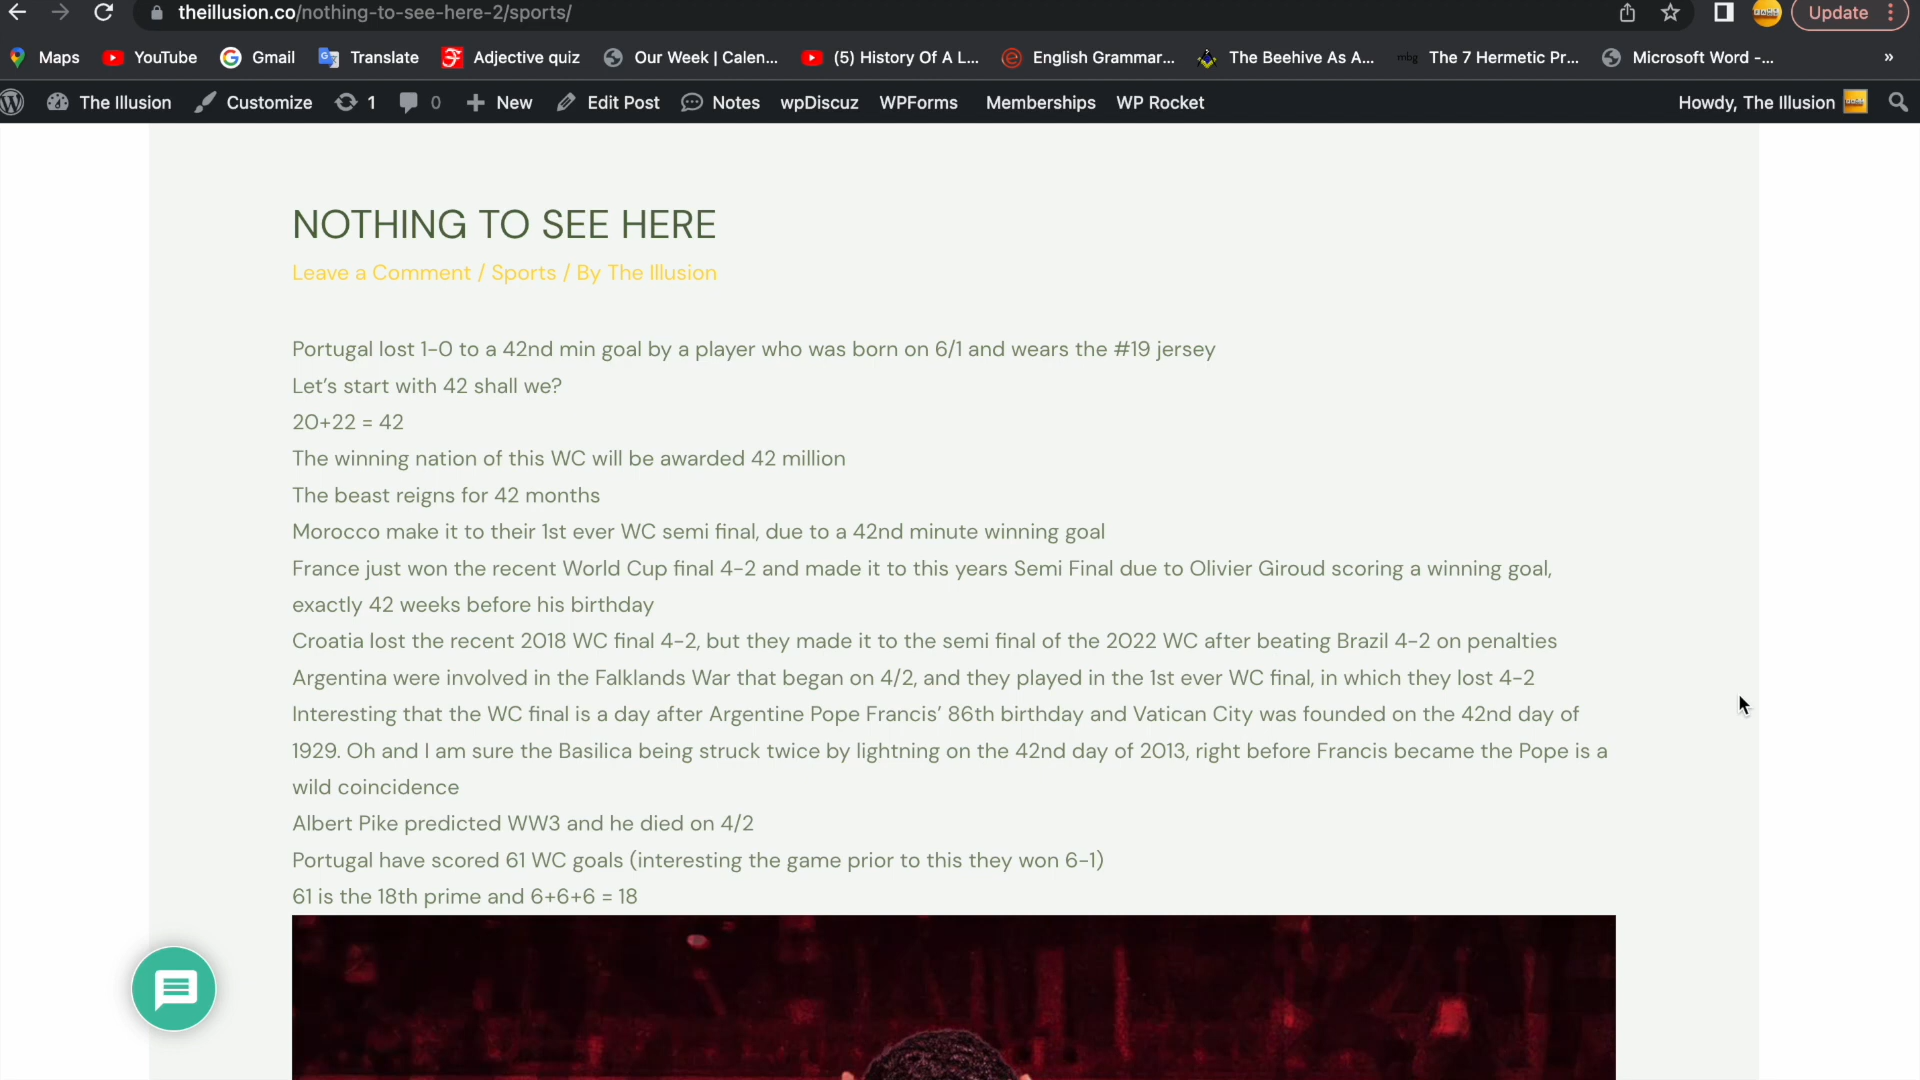 theillusion.co/nothing-to-see-here-2/sports/
Update
Maps YouTube Gmail Translate Adjective quiz Our Week | Calen... (5) History Of A L... English Grammar... The Beehive As A... mbg The 7 Hermetic Pr... Microsoft Word -... »
The Illusion Customize 1 0 New Edit Post Notes wpDiscuz WPForms Memberships WP Rocket Howdy, The Illusion
NOTHING TO SEE HERE
Leave a Comment / Sports / By The Illusion
Portugal lost 1-0 to a 42nd min goal by a player who was born on 6/1 and wears the #19 jersey
Let's start with 42 shall we?
20+22 = 42
The winning nation of this WC will be awarded 42 million
The beast reigns for 42 months
Morocco make it to their 1st ever WC semi final, due to a 42nd minute winning goal
France just won the recent World Cup final 4-2 and made it to this years Semi Final due to Olivier Giroud scoring a winning goal,
exactly 42 weeks before his birthday
Croatia lost the recent 2018 WC final 4-2, but they made it to the semi final of the 2022 WC after beating Brazil 4-2 on penalties
Argentina were involved in the Falklands War that began on 4/2, and they played in the 1st ever WC final, in which they lost 4-2
Interesting that the WC final is a day after Argentine Pope Francis' 86th birthday and Vatican City was founded on the 42nd day of
1929. Oh and I am sure the Basilica being struck twice by lightning on the 42nd day of 2013, right before Francis became the Pope is a
wild coincidence
Albert Pike predicted WW3 and he died on 4/2
Portugal have scored 61 WC goals (interesting the game prior to this they won 6-1)
61 is the 18th prime and 6+6+6 = 18